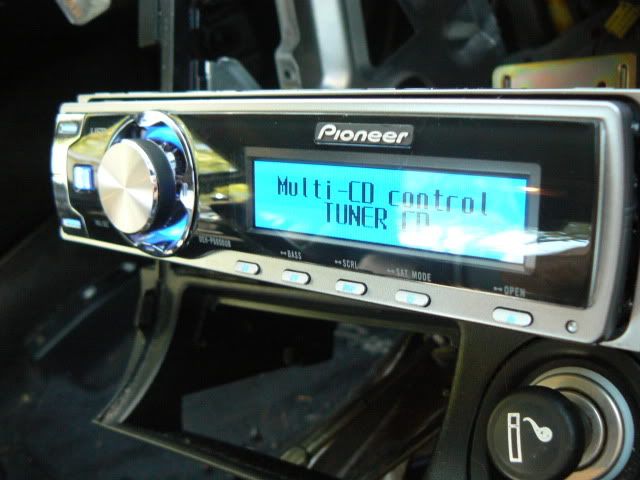 Pioneer
Multi-CD control
TUNER CD
BASS
SCRL
SAT MODE
OPEN